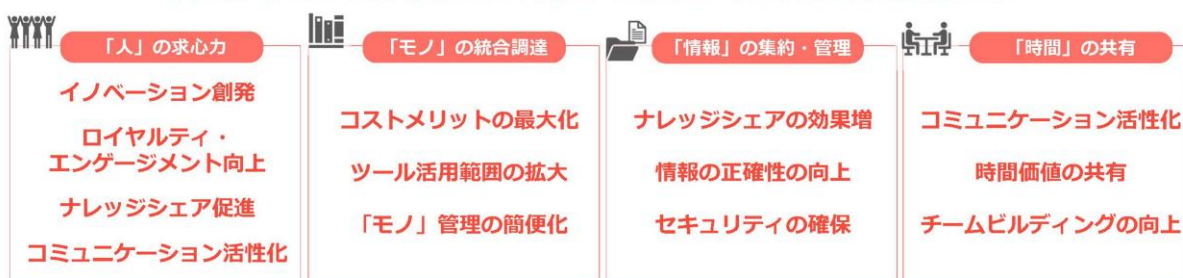 「人」の求心力
イノベーション創発
ロイヤルティ・
エンゲージメント向上
ナレッジシェア促進
コミュニケーション活性化
「モノ」の統合調達
コストメリットの最大化
ツール活用範囲の拡大
「モノ」管理の簡便化
「情報」の集約・管理
ナレッジシェアの効果増
情報の正確性の向上
セキュリティの確保
「時間」の共有
コミュニケーション活性化
時間価値の共有
チームビルディングの向上